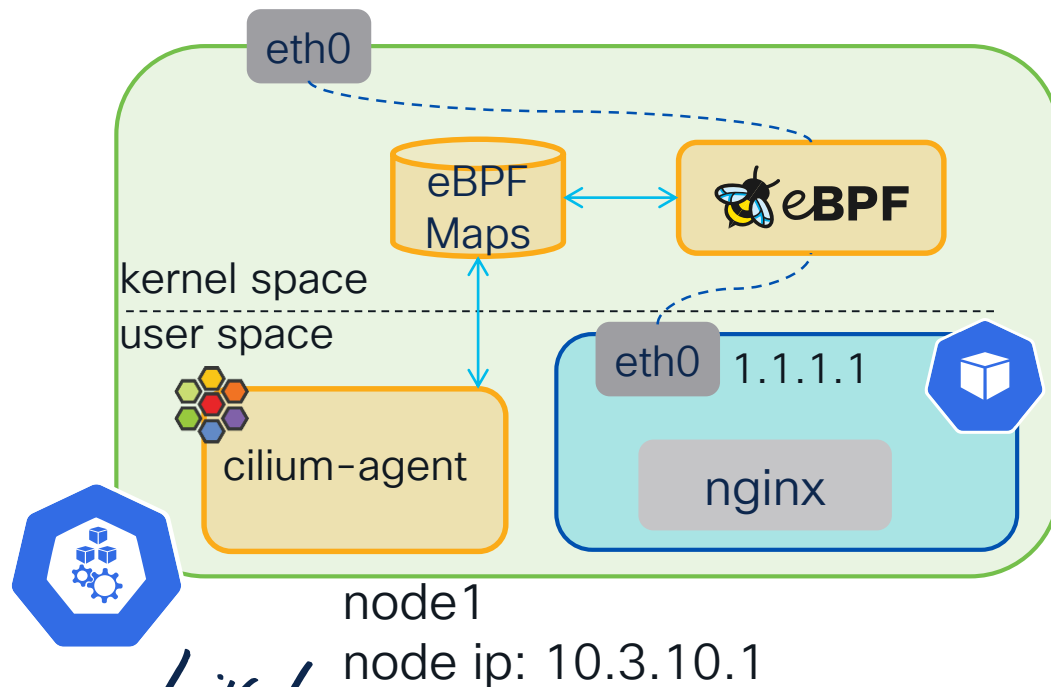 eth0
eBPF
Maps
eBPF
kernel space
user space
eth0
1.1.1.1
cilium-agent
nginx
node1
node ip: 10.3.10.1